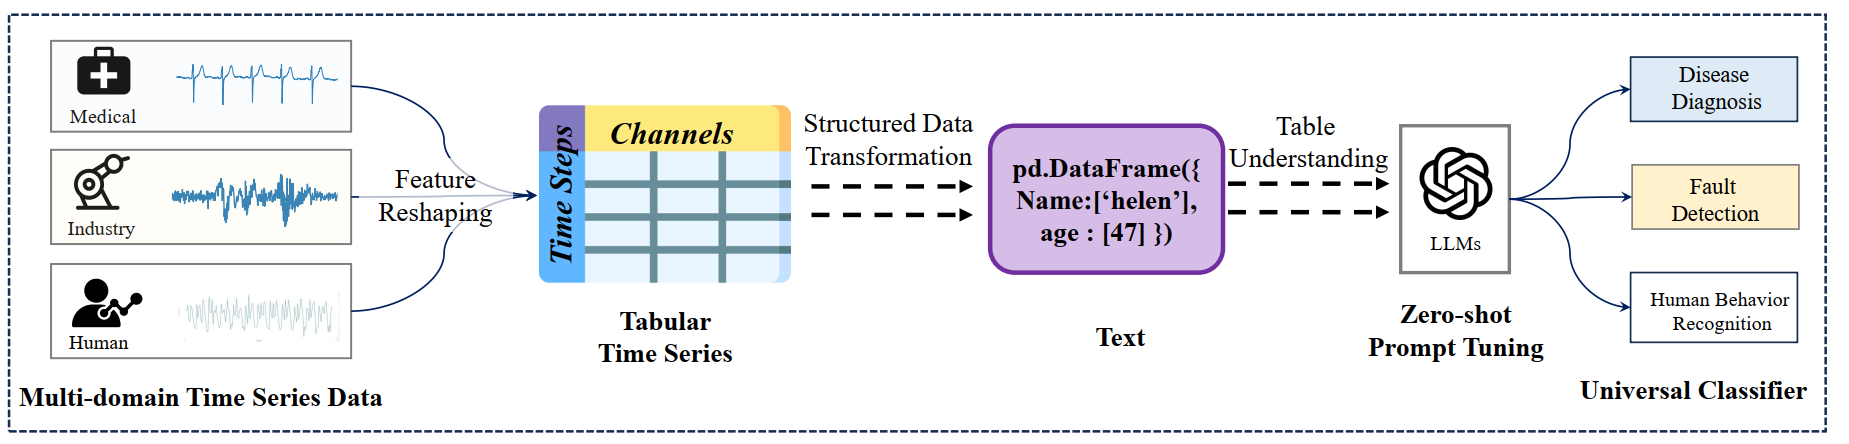 Medical
Industry
Human
Multi-domain Time Series Data
Feature
Reshaping
Channels
Time Steps
Tabular
Time Series
Structured Data
Transformation
pd.DataFrame({
Name:[‘helen’],
age : [47] })
Text
Table
Understanding
LLMs
Zero-shot
Prompt Tuning
Disease
Diagnosis
Fault
Detection
Human Behavior
Recognition
Universal Classifier